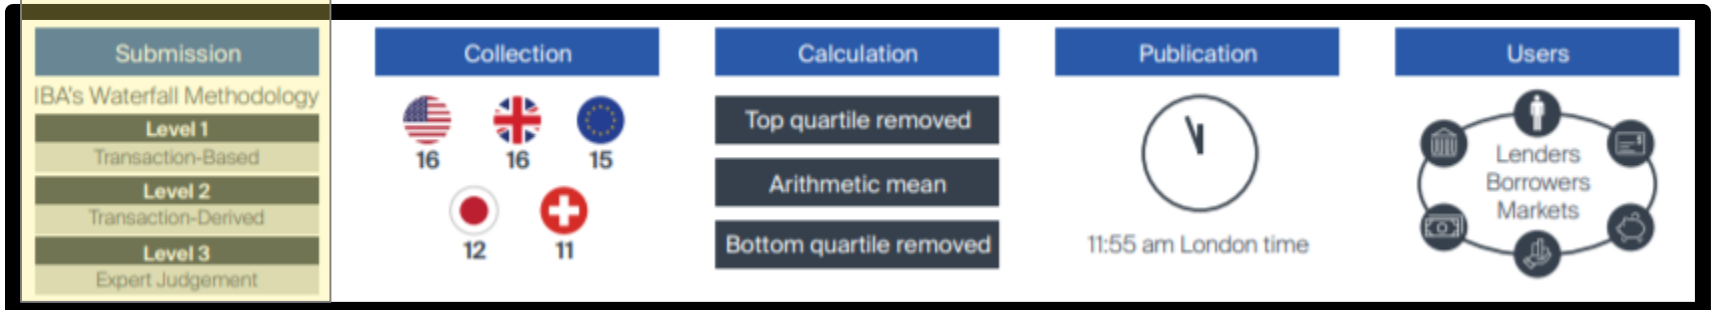 Submission
IBA's Waterfall Methodology
Level 1
Transaction-Based
Level 2
Transaction-Derived
Level 3
Expert Judgement
Collection
16 16 15
12 11
Calculation
Top quartile removed
Arithmetic mean
Bottom quartile removed
Publication
11:55 am London time
Users
Lenders
Borrowers
Markets